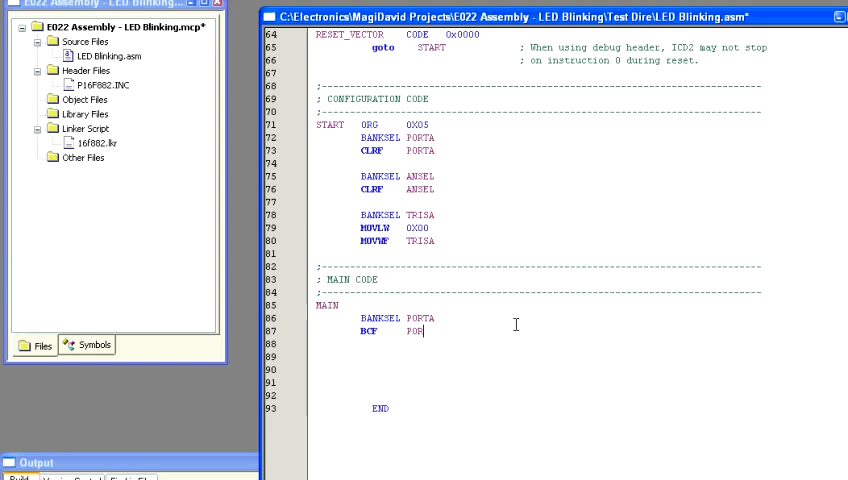 E022 Assembly - LED Blinking...
E022 Assembly - LED Blinking.mcp*
Source Files
LED Blinking.asm
Header Files
P16F882.INC
Object Files
Library Files
Linker Script
16f882.lkr
Other Files
Files
Symbols
Output
C:\Electronics\MagiDavid Projects\E022 Assembly - LED Blinking\Test Dire\LED Blinking.asm*
64 RESET_VECTOR CODE 0x0000
65 goto START ; When using debug header, ICD2 may not stop
66 ; on instruction 0 during reset.
67
68 ;-----------------------------------------------------------------------------
69 ; CONFIGURATION CODE
70 ;-----------------------------------------------------------------------------
71 START ORG 0X05
72 BANKSEL PORTA
73 CLRF PORTA
74
75 BANKSEL ANSEL
76 CLRF ANSEL
77
78 BANKSEL TRISA
79 MOVLW 0X00
80 MOVWF TRISA
81
82 ;-----------------------------------------------------------------------------
83 ; MAIN CODE
84 ;-----------------------------------------------------------------------------
85 MAIN
86 BANKSEL PORTA
87 BCF POR
88
89
90
91
92
93 END